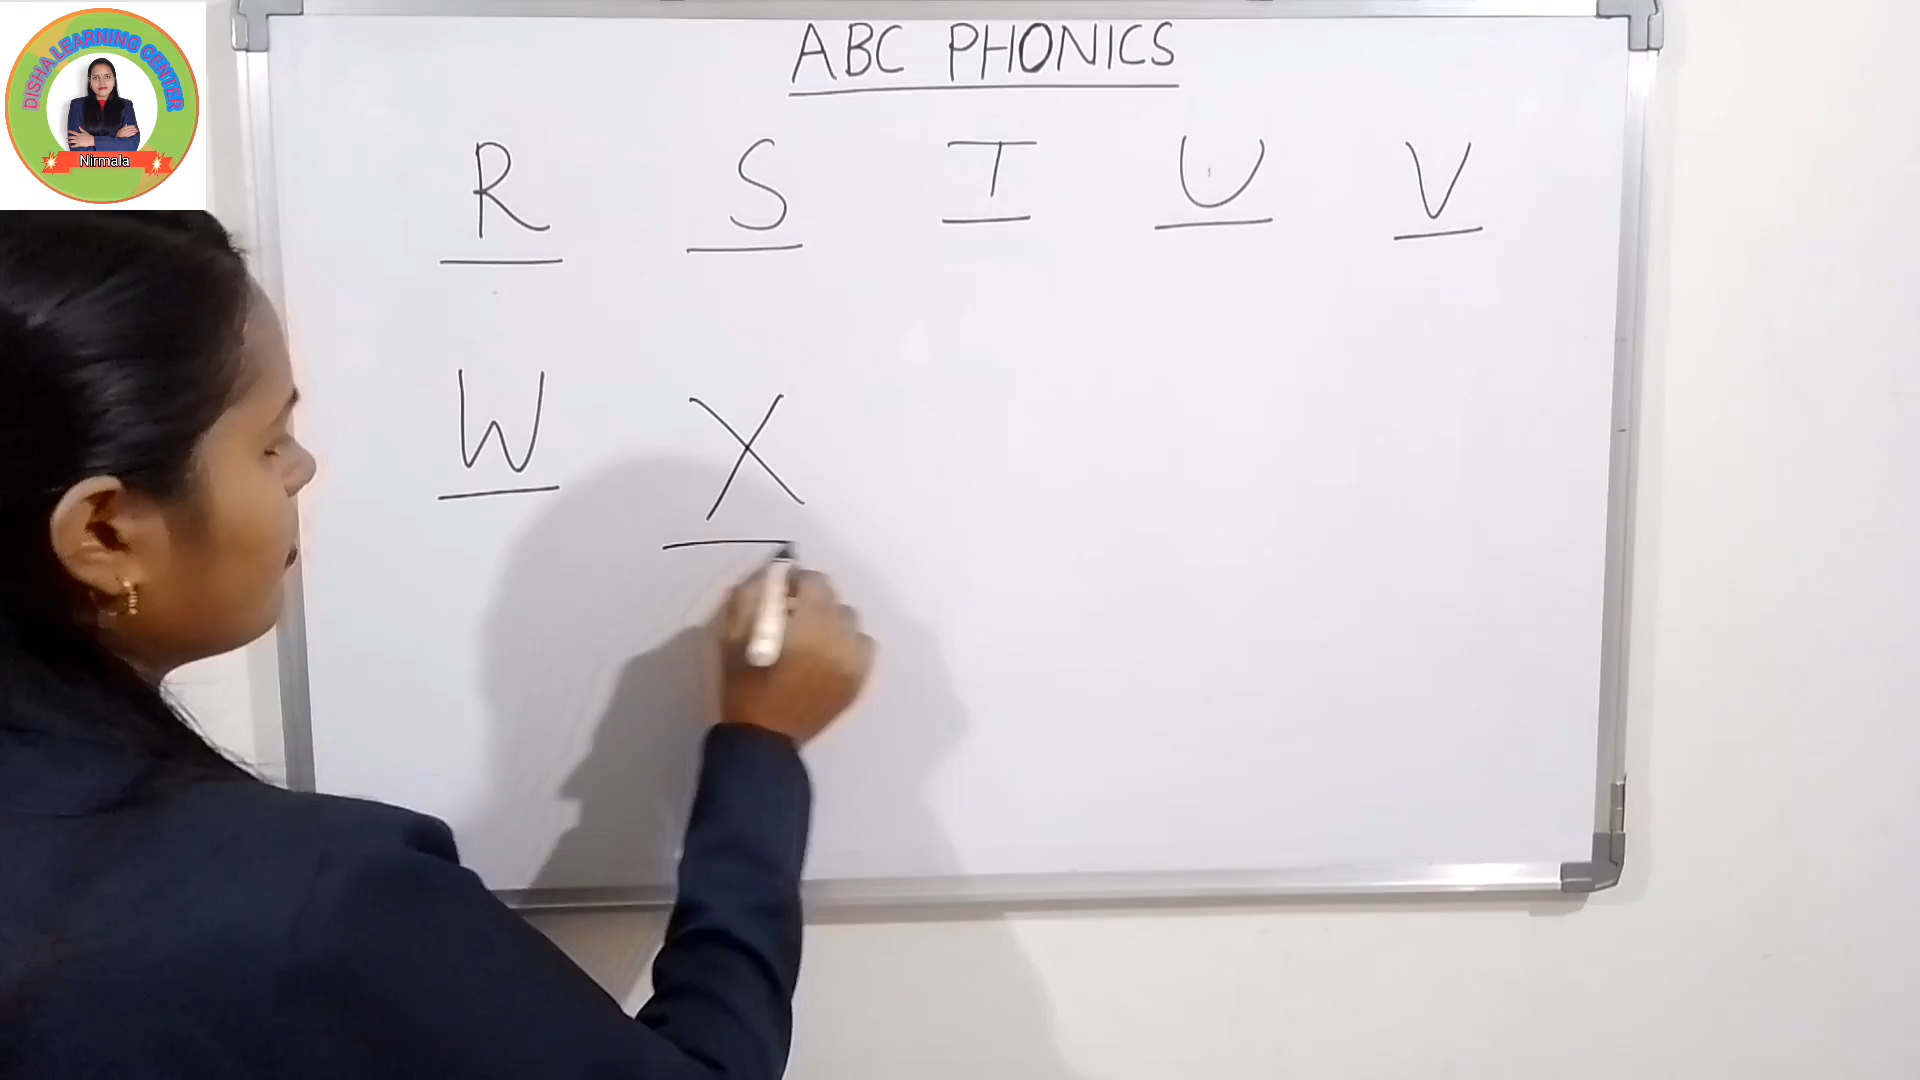 DISHA LEARNING CENTER
Nirmala
ABC PHONICS
R S T U V
W X